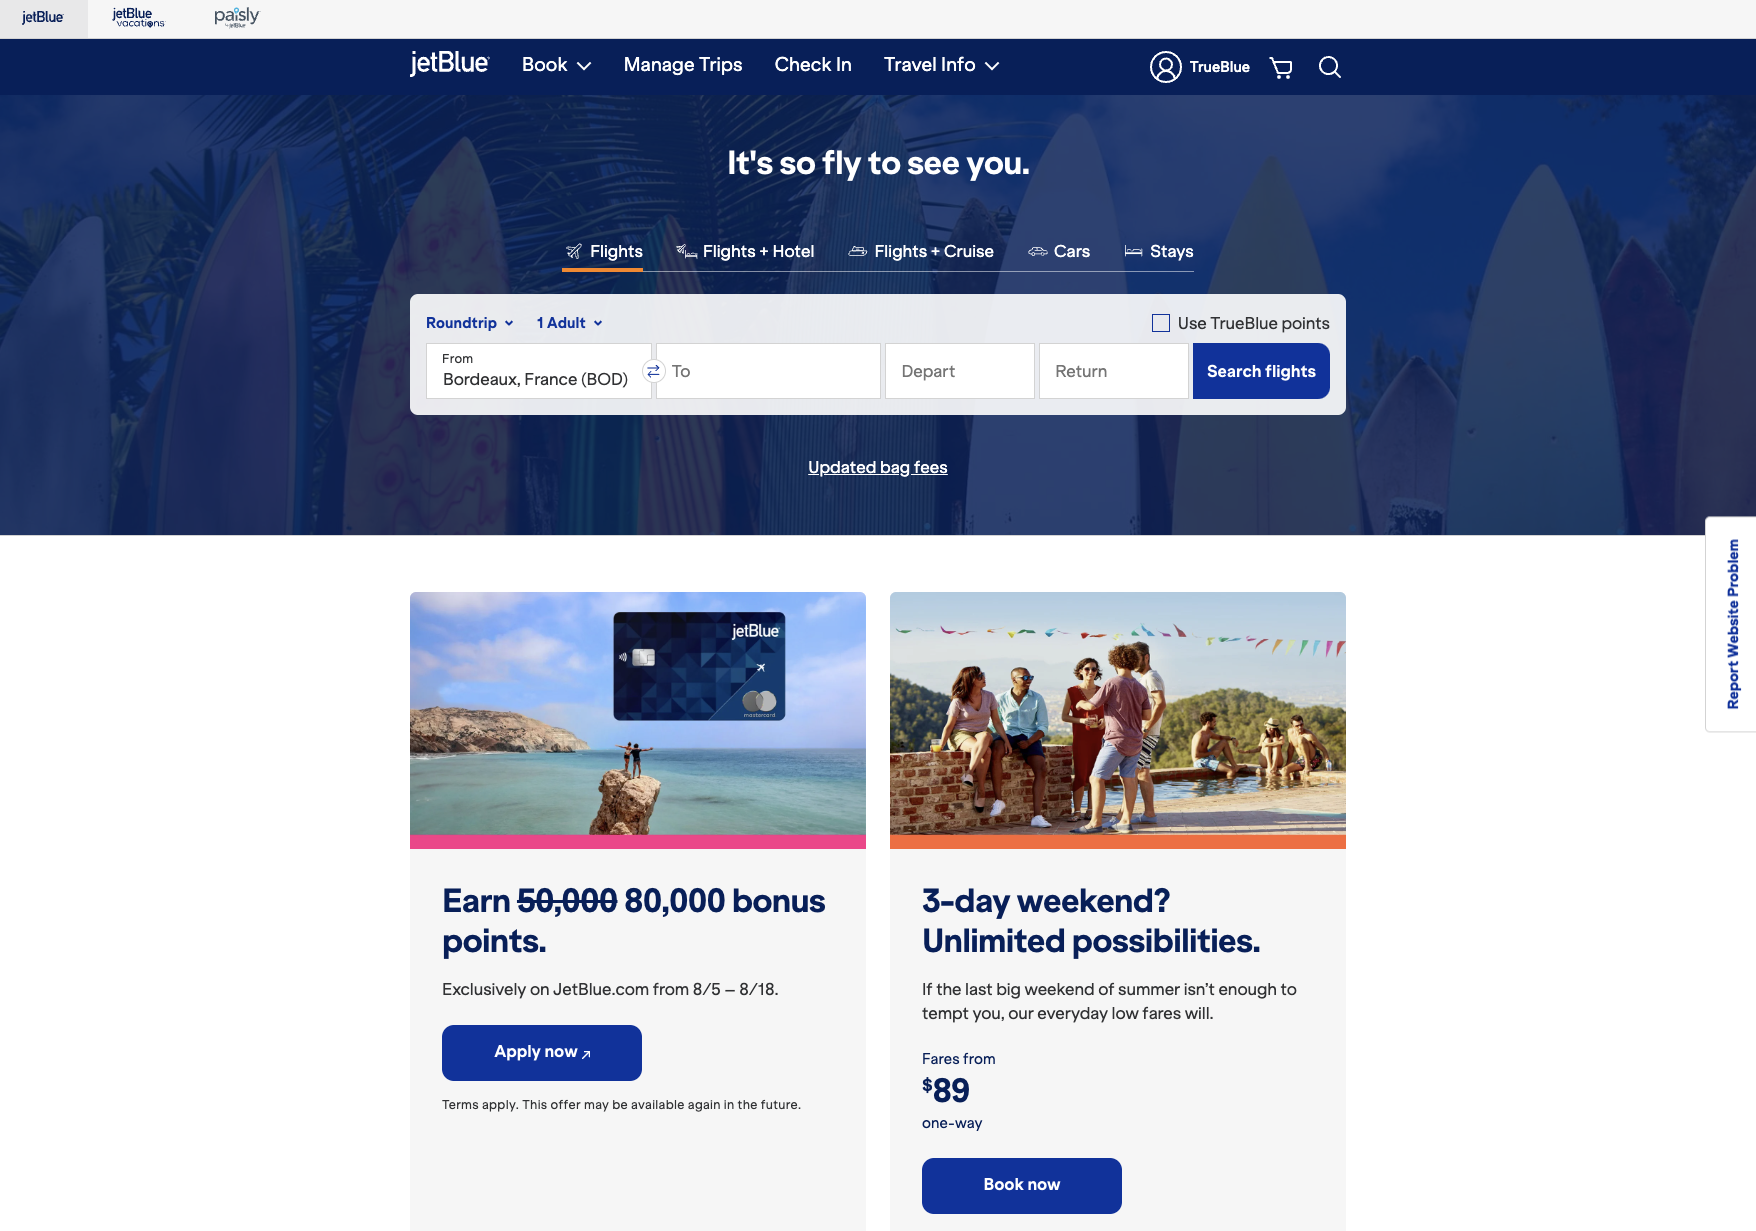 jetBlue
jetBlue vacations
paisly by jetBlue
jetBlue
Book
Manage Trips
Check In
Travel Info
TrueBlue
It's so fly to see you.
Flights
Flights + Hotel
Flights + Cruise
Cars
Stays
Roundtrip
1 Adult
Use TrueBlue points
From
Bordeaux, France (BOD)
To
Depart
Return
Search flights
Updated bag fees
Report Website Problem
jetBlue
mastercard
Earn 50,000 80,000 bonus
points.
Exclusively on JetBlue.com from 8/5 – 8/18.
Apply now
Terms apply. This offer may be available again in the future.
3-day weekend?
Unlimited possibilities.
If the last big weekend of summer isn’t enough to
tempt you, our everyday low fares will.
Fares from
$89
one-way
Book now